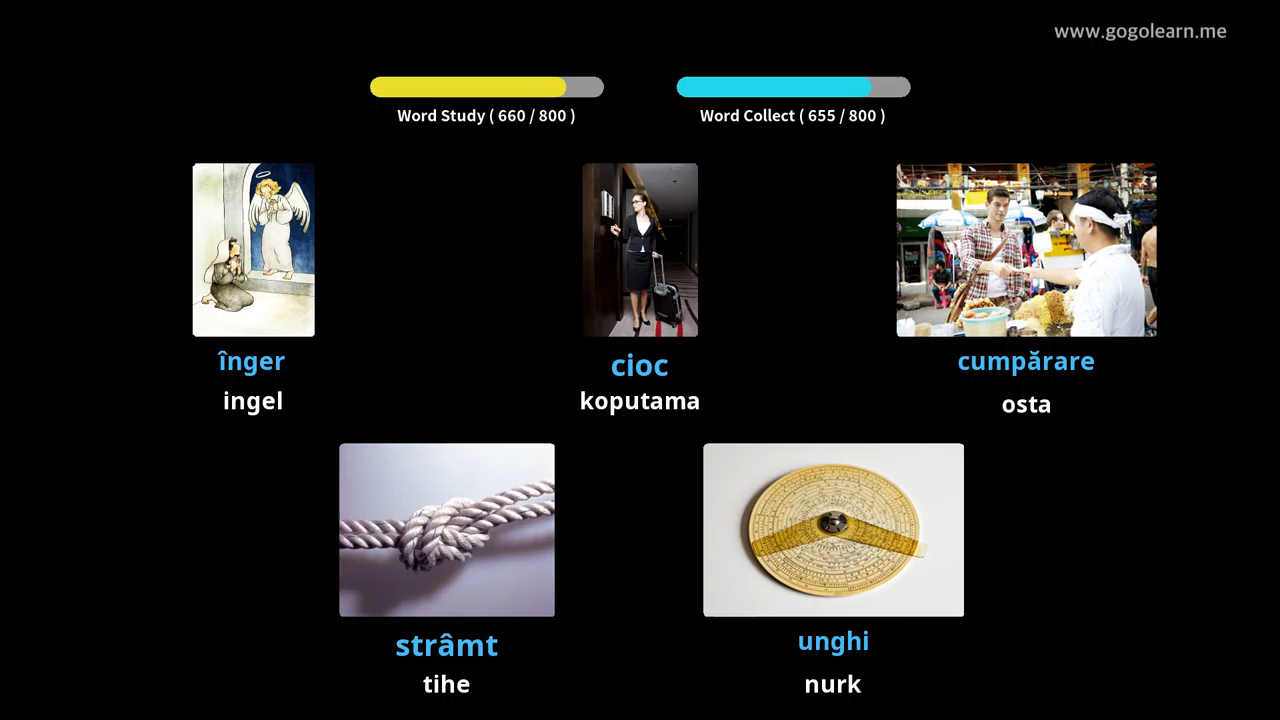 www.gogolearn.me
Word Study ( 660 / 800 )
Word Collect ( 655 / 800 )
înger
ingel
cioc
koputama
cumpărare
osta
strâmt
tihe
unghi
nurk